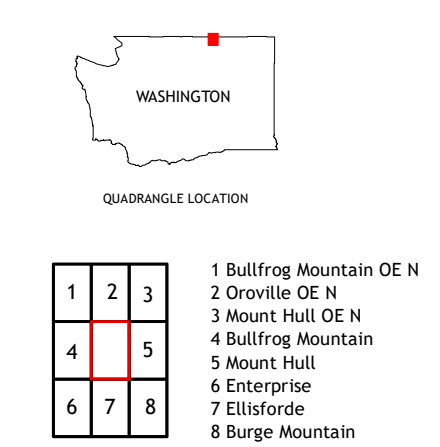 WASHINGTON
QUADRANGLE LOCATION
1 2 3
4 5
6 7 8
1 Bullfrog Mountain OE N
2 Oroville OE N
3 Mount Hull OE N
4 Bullfrog Mountain
5 Mount Hull
6 Enterprise
7 Ellisforde
8 Burge Mountain